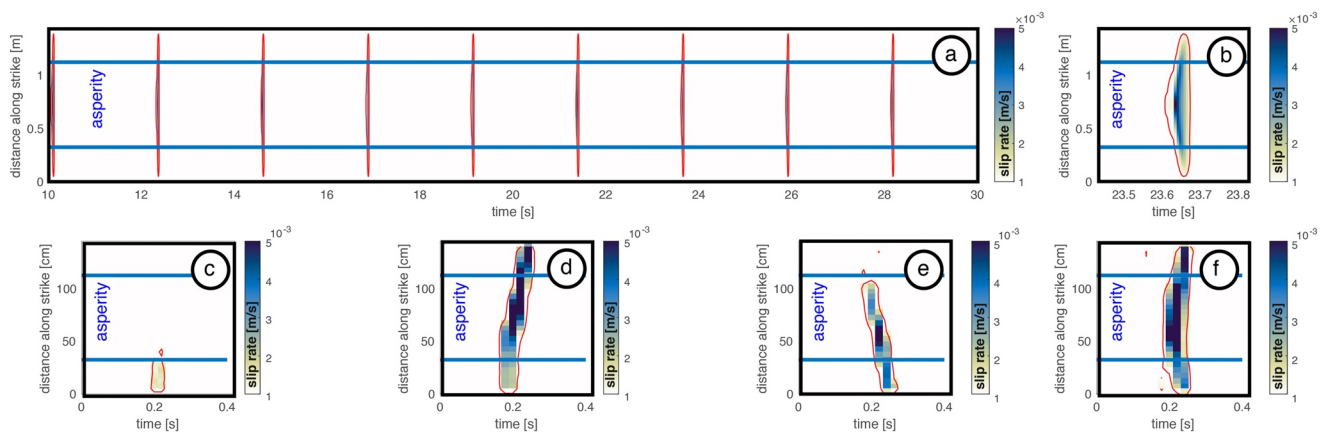 distance along strike [m]
1
0.5
0
asperity
a
10
12
14
16
18
20
22
24
26
28
30
time [s]
×10⁻³
5
4
3
2
1
slip rate [m/s]
distance along strike [m]
1
0.5
0
asperity
b
23.5
23.6
23.7
23.8
time [s]
×10⁻³
5
4
3
2
1
slip rate [m/s]
distance along strike [cm]
100
50
0
asperity
c
0
0.2
0.4
time [s]
10⁻³
5
4
3
2
1
slip rate [m/s]
distance along strike [cm]
100
50
0
asperity
d
0
0.2
0.4
time [s]
10⁻³
5
4
3
2
1
slip rate [m/s]
distance along strike [cm]
100
50
0
asperity
e
0
0.2
0.4
time [s]
10⁻³
5
4
3
2
1
slip rate [m/s]
distance along strike [cm]
100
50
0
asperity
f
0
0.2
0.4
time [s]
×10⁻³
5
4
3
2
1
slip rate [m/s]